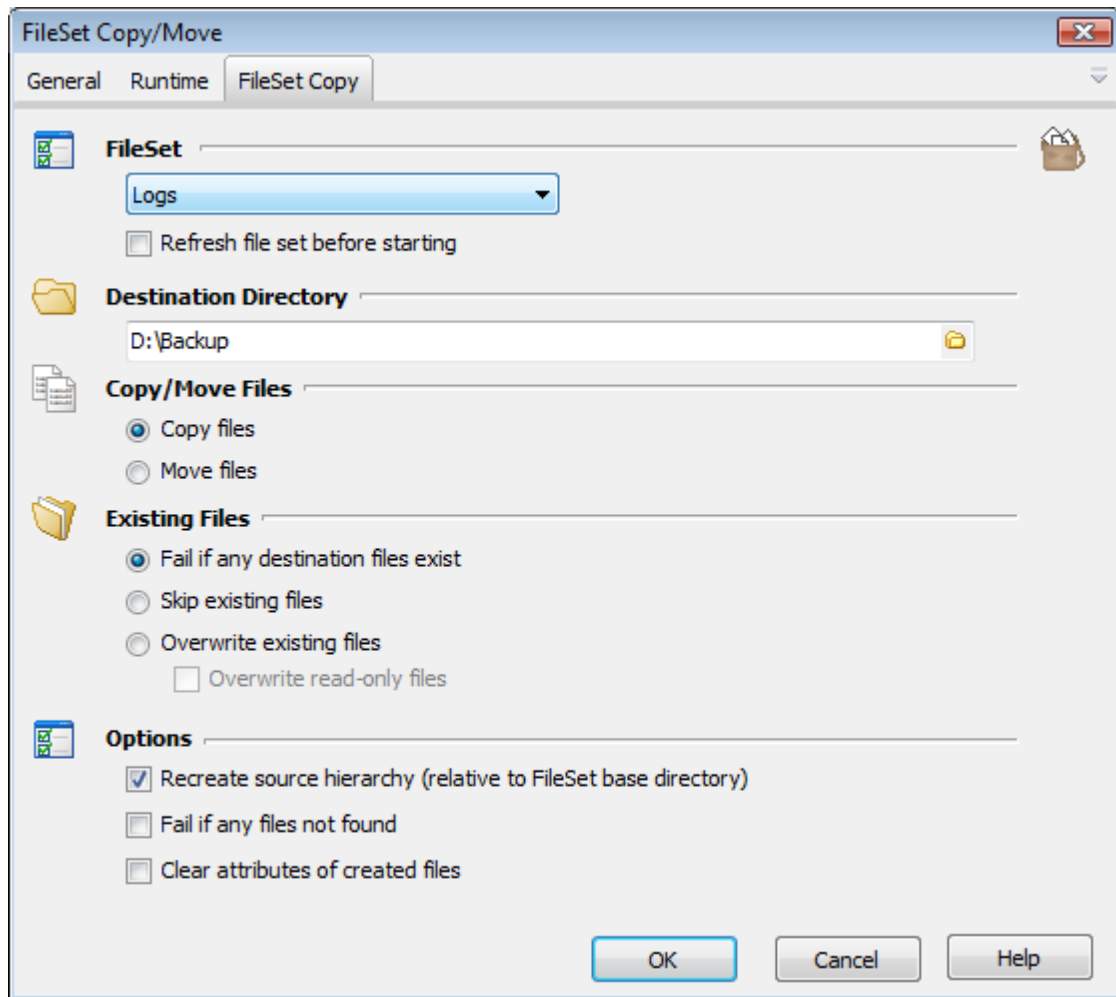 FileSet Copy/Move
General Runtime FileSet Copy
FileSet
Logs
Refresh file set before starting
Destination Directory
D:\Backup
Copy/Move Files
Copy files
Move files
Existing Files
Fail if any destination files exist
Skip existing files
Overwrite existing files
Overwrite read-only files
Options
Recreate source hierarchy (relative to FileSet base directory)
Fail if any files not found
Clear attributes of created files
OK Cancel Help